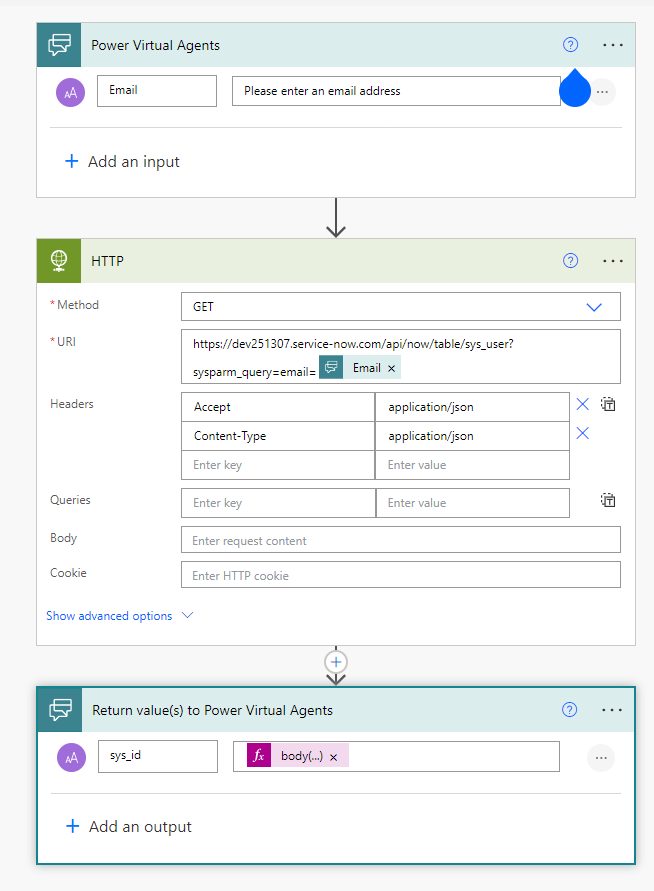 Power Virtual Agents
Email Please enter an email address
Add an input
HTTP
* Method GET
* URI https://dev251307.service-now.com/api/now/table/sys_user?
sysparm_query=email= Email ×
Headers Accept application/json
Content-Type application/json
Enter key Enter value
Queries Enter key Enter value
Body Enter request content
Cookie Enter HTTP cookie
Show advanced options
Return value(s) to Power Virtual Agents
sys_id fx body(...) ×
Add an output